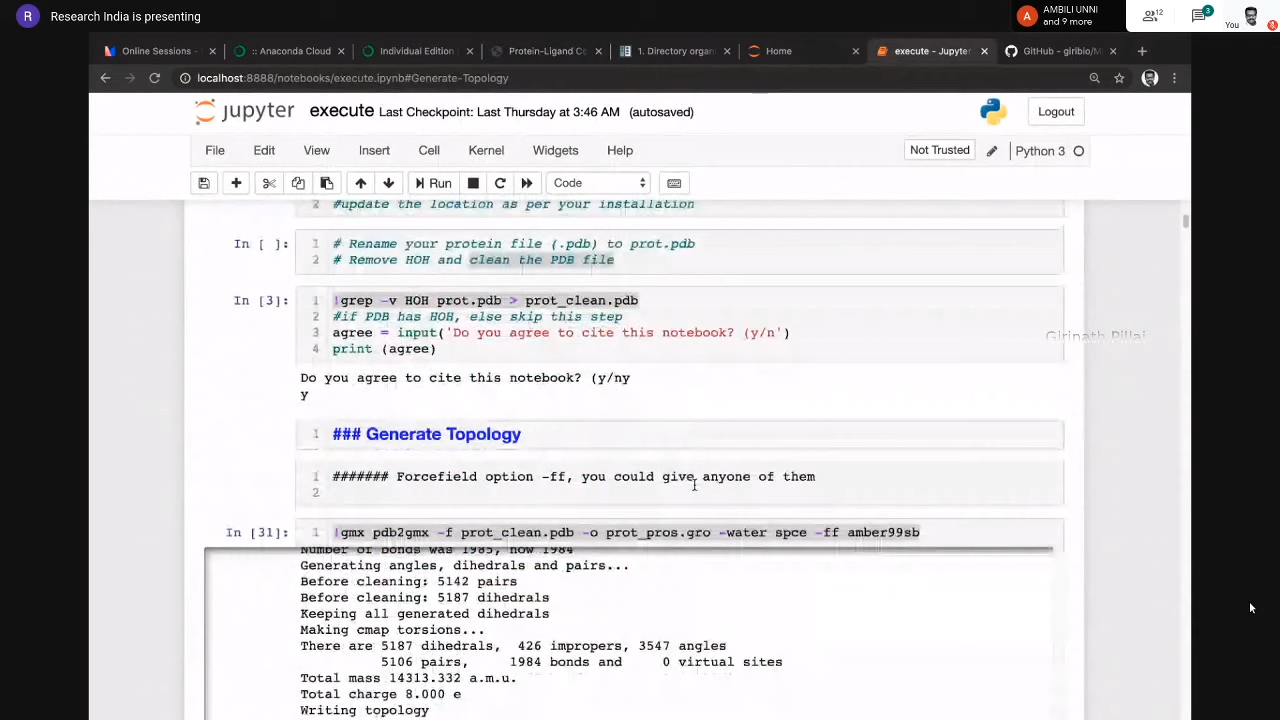 R Research India is presenting
A AMBILI UNNI and 9 more
12
3
You
Online Sessions -
:: Anaconda Cloud
Individual Edition
Protein-Ligand Co
1. Directory organ
Home
execute - Jupyter
GitHub - giribio/M
localhost:8888/notebooks/execute.ipynb#Generate-Topology
jupyter execute Last Checkpoint: Last Thursday at 3:46 AM (autosaved)
Logout
File Edit View Insert Cell Kernel Widgets Help
Not Trusted
Python 3
Run
Code
2 #update the location as per your installation
In [ ]: 1 # Rename your protein file (.pdb) to prot.pdb
2 # Remove HOH and clean the PDB file
In [3]: 1 !grep -v HOH prot.pdb > prot_clean.pdb
2 #if PDB has HOH, else skip this step
3 agree = input('Do you agree to cite this notebook? (y/n')
4 print (agree)
Girinath Pillai
Do you agree to cite this notebook? (y/ny
y
1 ### Generate Topology
1 ####### Forcefield option -ff, you could give anyone of them
2
In [31]: 1 !gmx pdb2gmx -f prot_clean.pdb -o prot_pros.gro -water spce -ff amber99sb
Number of bonds was 1985, now 1984
Generating angles, dihedrals and pairs...
Before cleaning: 5142 pairs
Before cleaning: 5187 dihedrals
Keeping all generated dihedrals
Making cmap torsions...
There are 5187 dihedrals, 426 impropers, 3547 angles
5106 pairs, 1984 bonds and 0 virtual sites
Total mass 14313.332 a.m.u.
Total charge 8.000 e
Writing topology